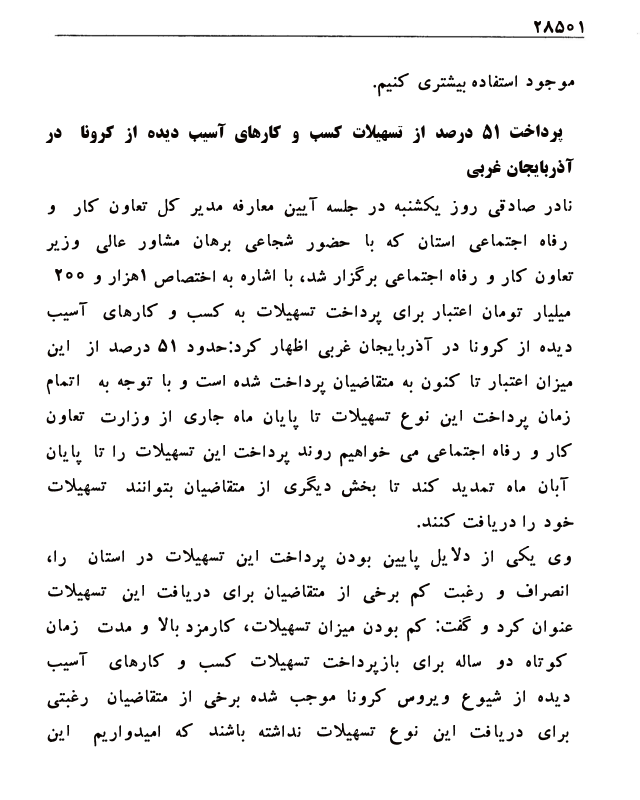 ۲۸۵۰۱
موجود استفاده بیشتری کنیم.
پرداخت ۵۱ درصد از تسهیلات کسب و کارهای آسیب دیده از کرونا در
آذربایجان غربی
نادر صادقی روز یکشنبه در جلسه آیین معارفه مدیر کل تعاون کار و
رفاه اجتماعی استان که با حضور شجاعی برهان مشاور عالی وزیر
تعاون کار و رفاه اجتماعی برگزار شد، با اشاره به اختصاص ۱هزار و ۲۰۰
میلیار تومان اعتبار برای پرداخت تسهیلات به کسب و کارهای آسیب
دیده از کرونا در آذربایجان غربی اظهار کرد:حدود ۵۱ درصد از این
میزان اعتبار تا کنون به متقاضیان پرداخت شده است و با توجه به اتمام
زمان پرداخت این نوع تسهیلات تا پایان ماه جاری از وزارت تعاون
کار و رفاه اجتماعی می خواهیم روند پرداخت این تسهیلات را تا پایان
آبان ماه تمدید کند تا بخش دیگری از متقاضیان بتوانند تسهیلات
خود را دریافت کنند.
وی یکی از دلایل پایین بودن پرداخت این تسهیلات در استان را،
انصراف و رغبت کم برخی از متقاضیان برای دریافت این تسهیلات
عنوان کرد و گفت: کم بودن میزان تسهیلات، کارمزد بالا و مدت زمان
کوتاه دو ساله برای بازپرداخت تسهیلات کسب و کارهای آسیب
دیده از شیوع ویروس کرونا موجب شده برخی از متقاضیان رغبتی
برای دریافت این نوع تسهیلات نداشته باشند که امیدواریم این